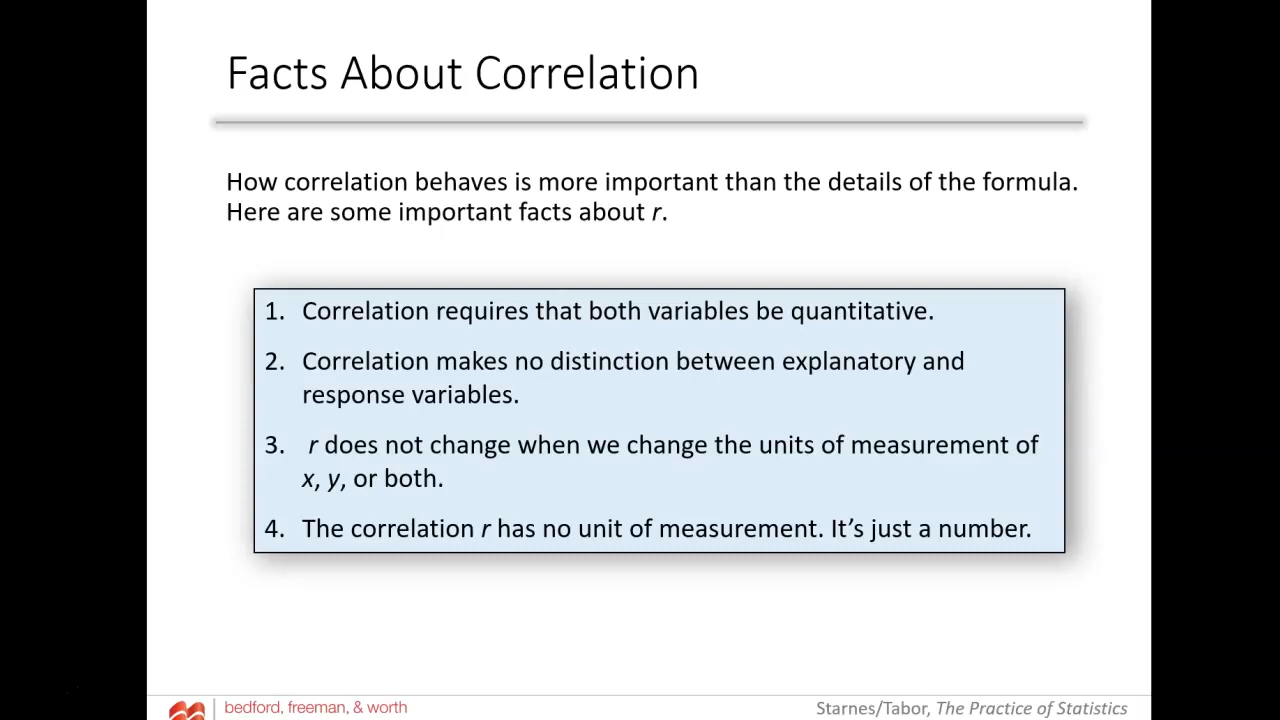 Facts About Correlation
How correlation behaves is more important than the details of the formula.
Here are some important facts about r.
1. Correlation requires that both variables be quantitative.
2. Correlation makes no distinction between explanatory and
response variables.
3. r does not change when we change the units of measurement of
x, y, or both.
4. The correlation r has no unit of measurement. It’s just a number.
bedford, freeman, & worth
Starnes/Tabor, The Practice of Statistics